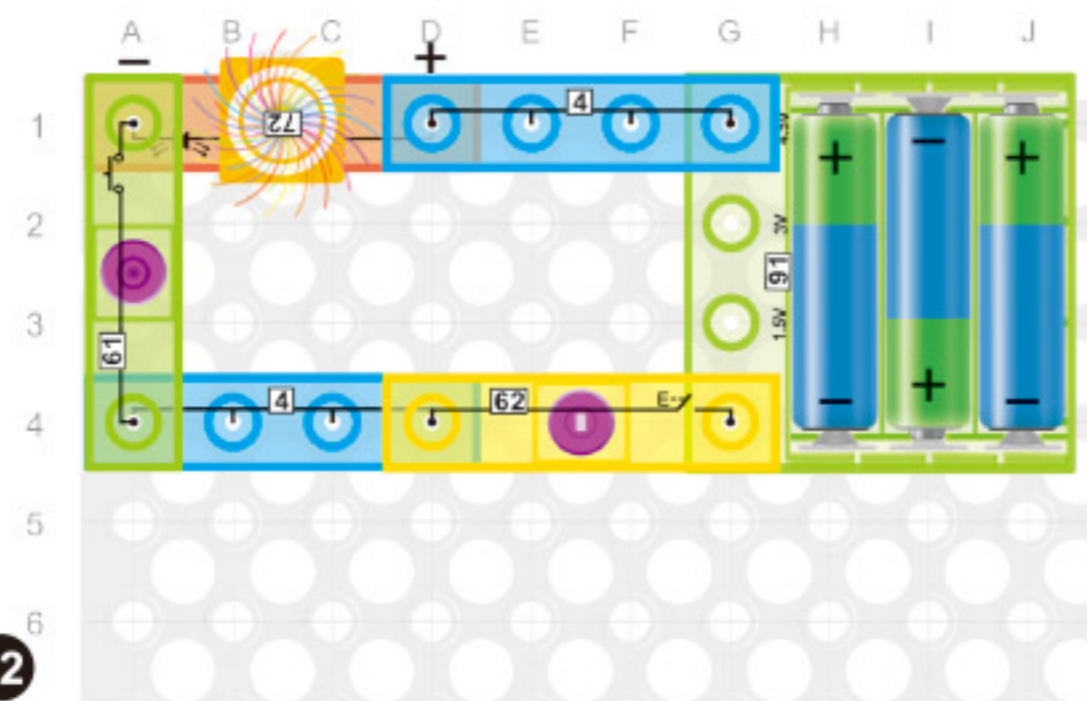 A B C D E F G H I J
− +
1 72 4 4.5V + − +
2 3V
91
3 61 1.5V
4 4 62 E − + −
5
6
2